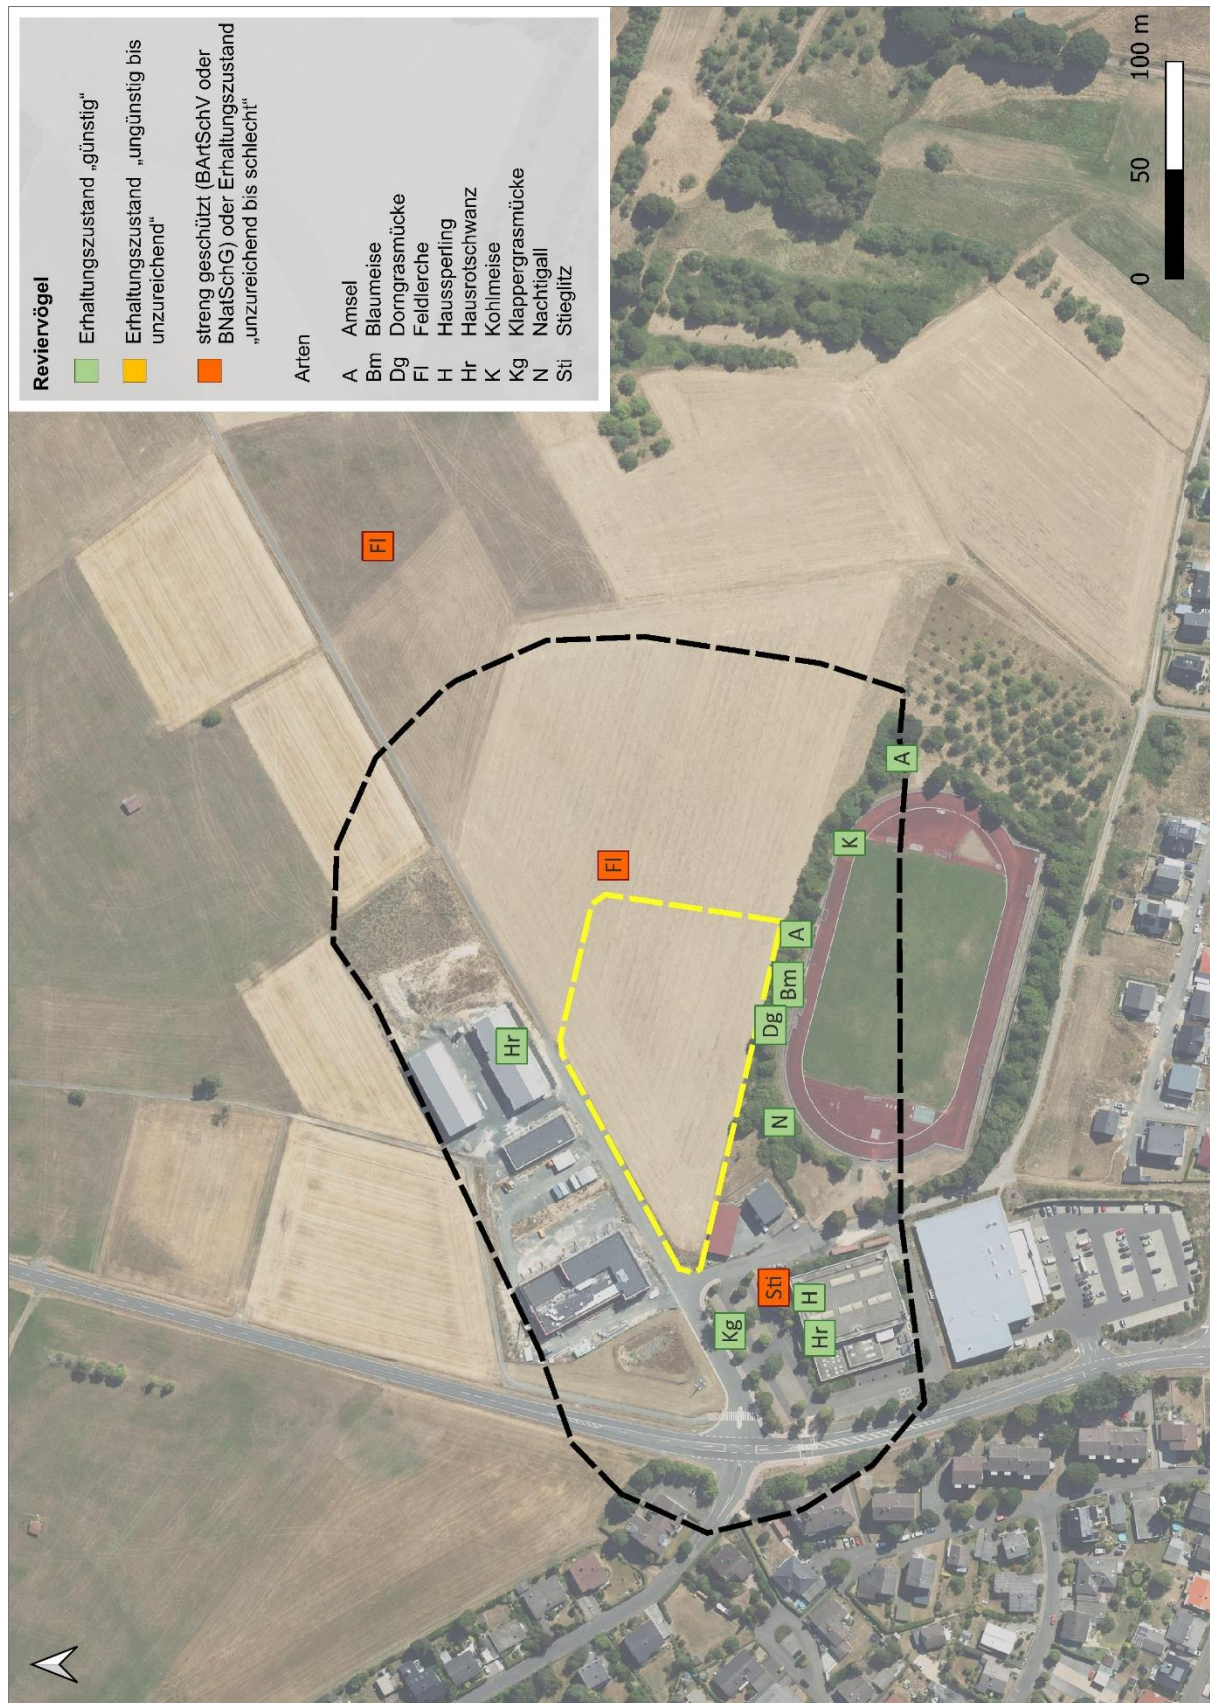 Reviervögel
Erhaltungszustand „günstig“
Erhaltungszustand „ungünstig bis
unzureichend“
streng geschützt (BArtSchV oder
BNatSchG) oder Erhaltungszustand
„unzureichend bis schlecht“
Arten
A Amsel
Bm Blaumeise
Dg Dorngrasmücke
Fl Feldlerche
H Haussperling
Hr Hausrotschwanz
K Kohlmeise
Kg Klappergrasmücke
N Nachtigall
Sti Stieglitz
Fl
Hr
Fl
Kg
Sti
H
Hr
N
Dg
Bm
A
K
A
0 50 100 m